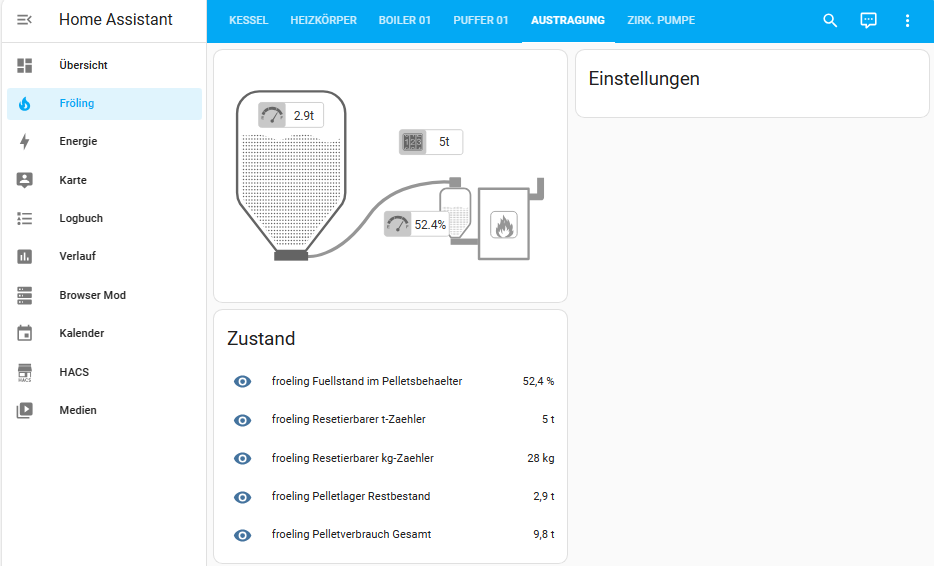 Home Assistant
KESSEL HEIZKÖRPER BOILER 01 PUFFER 01 AUSTRAGUNG ZIRK. PUMPE
Übersicht
Fröling
Energie
Karte
Logbuch
Verlauf
Browser Mod
Kalender
HACS
HACS
Medien
2.9t
5t
52.4%
Zustand
froeling Fuellstand im Pelletsbehaelter 52,4 %
froeling Resetierbarer t-Zaehler 5 t
froeling Resetierbarer kg-Zaehler 28 kg
froeling Pelletlager Restbestand 2,9 t
froeling Pelletverbrauch Gesamt 9,8 t
Einstellungen